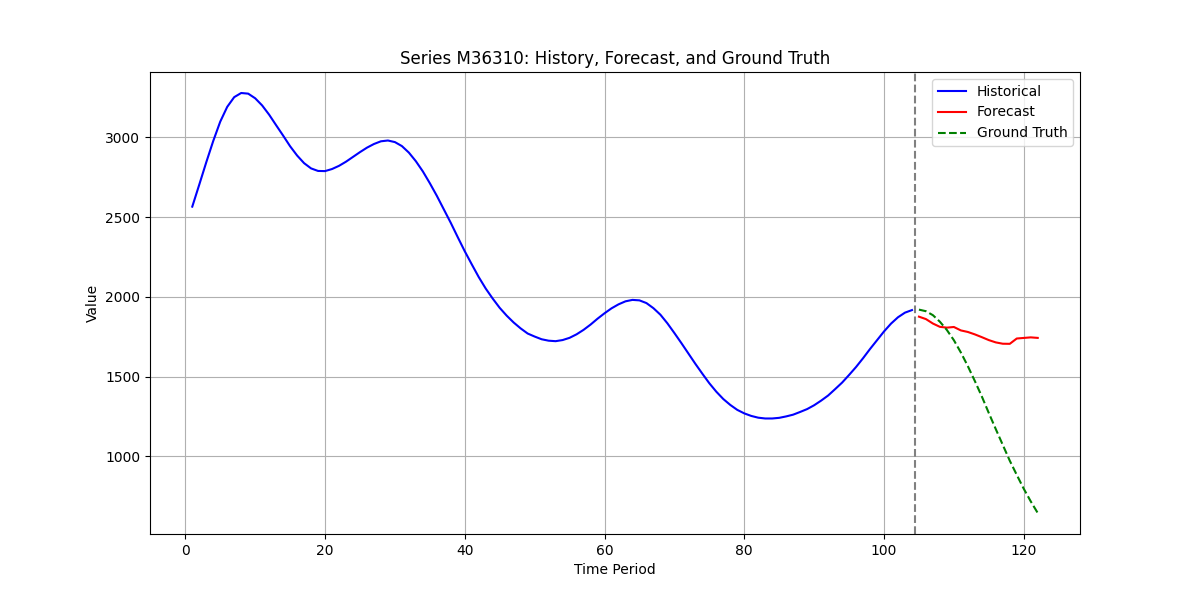 Series M36310: History, Forecast, and Ground Truth
Historical
Forecast
Ground Truth
Value
3000
2500
2000
1500
1000
0 20 40 60 80 100 120
Time Period